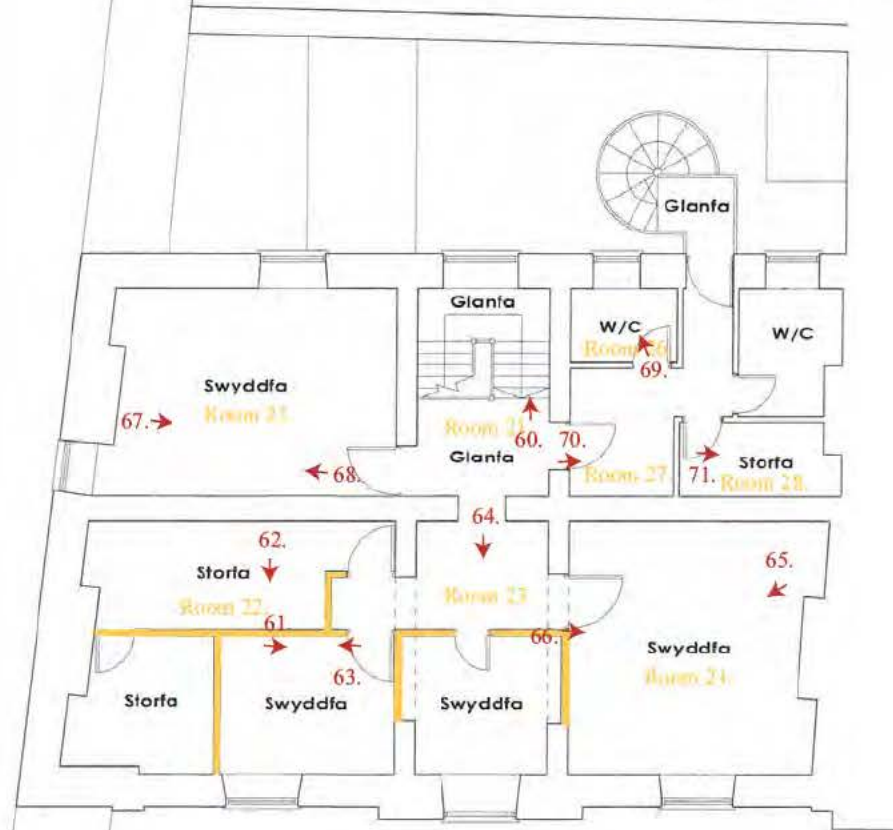 Glanfa
Glanfa
W/C
Room 26
W/C
69.
Swyddfa
Room 25.
67.
Room 21.
60.
70.
Glanfa
68.
Room 27.
71.
Storfa
Room 28.
64.
62.
Storfa
Room 22.
61.
Room 23
65.
66.
63.
Swyddfa
Room 24.
Storfa
Swyddfa
Swyddfa